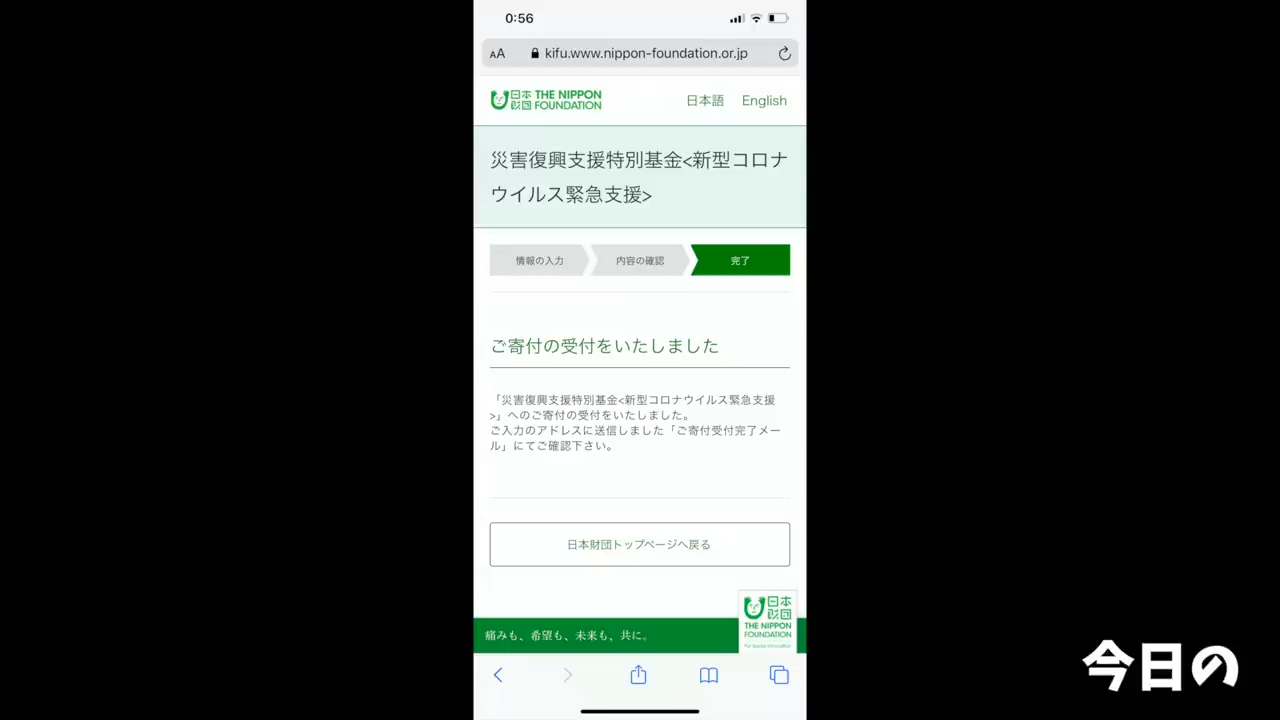 0:56
AA kifu.www.nippon-foundation.or.jp
日本財団 THE NIPPON FOUNDATION
日本語 English
災害復興支援特別基金<新型コロナ
ウイルス緊急支援>
情報の入力 内容の確認 完了
ご寄付の受付をいたしました
「災害復興支援特別基金<新型コロナウイルス緊急支援
>」へのご寄付の受付をいたしました。
ご入力のアドレスに送信しました「ご寄付受付完了メー
ル」にてご確認下さい。
日本財団トップページへ戻る
日本
財団
THE NIPPON
FOUNDATION
For Social Innovation
痛みも、希望も、未来も、共に。
今日の